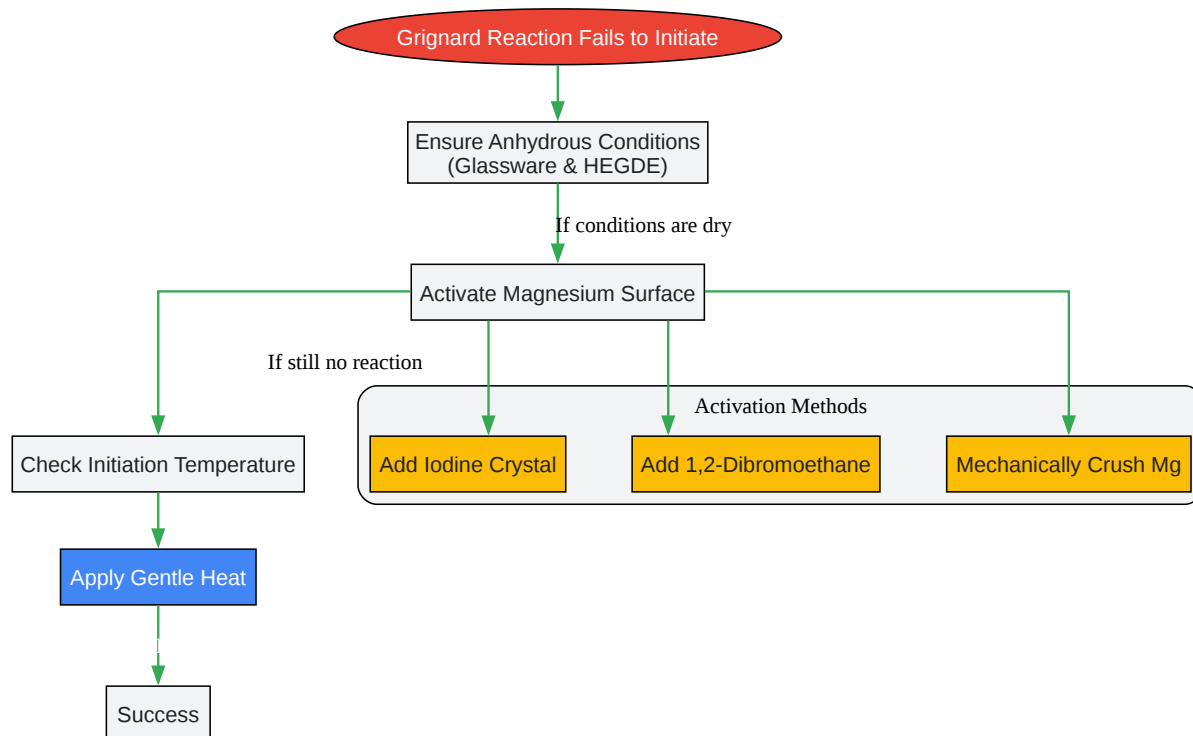 Grignard Reaction Fails to Initiate
Ensure Anhydrous Conditions
(Glassware & HEGDE)
If conditions are dry
Activate Magnesium Surface
If still no reaction
Activation Methods
Check Initiation Temperature
Add Iodine Crystal
Add 1,2-Dibromoethane
Mechanically Crush Mg
Apply Gentle Heat
Success